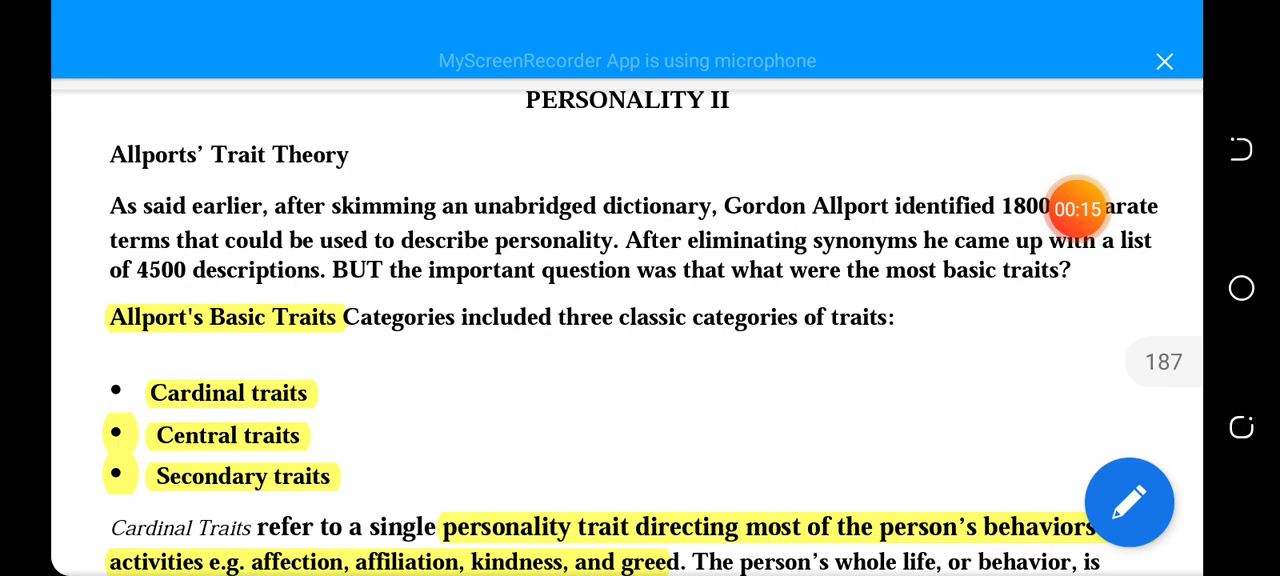 MyScreenRecorder App is using microphone
PERSONALITY II
Allports’ Trait Theory
As said earlier, after skimming an unabridged dictionary, Gordon Allport identified 1800
terms that could be used to describe personality. After eliminating synonyms he came up with a list
of 4500 descriptions. BUT the important question was that what were the most basic traits?
Allport's Basic Traits Categories included three classic categories of traits:
• Cardinal traits
• Central traits
• Secondary traits
Cardinal Traits refer to a single personality trait directing most of the person’s behaviors
activities e.g. affection, affiliation, kindness, and greed. The person’s whole life, or behavior, is
00:15
187